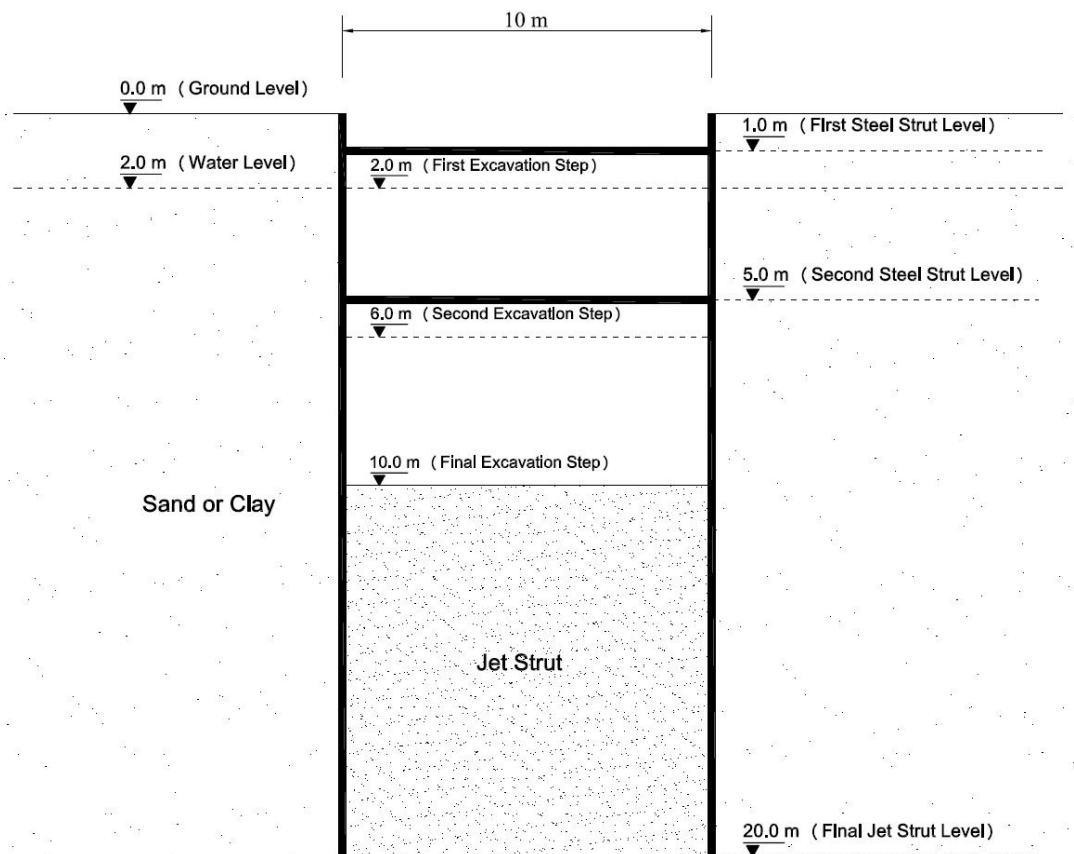 10 m
0.0 m ( Ground Level)
1.0 m (First Steel Strut Level)
2.0 m (Water Level)
2.0 m (First Excavation Step)
5.0 m (Second Steel Strut Level)
6.0 m (Second Excavation Step)
10.0 m (Final Excavation Step)
Sand or Clay
Jet Strut
20.0 m (Final Jet Strut Level)